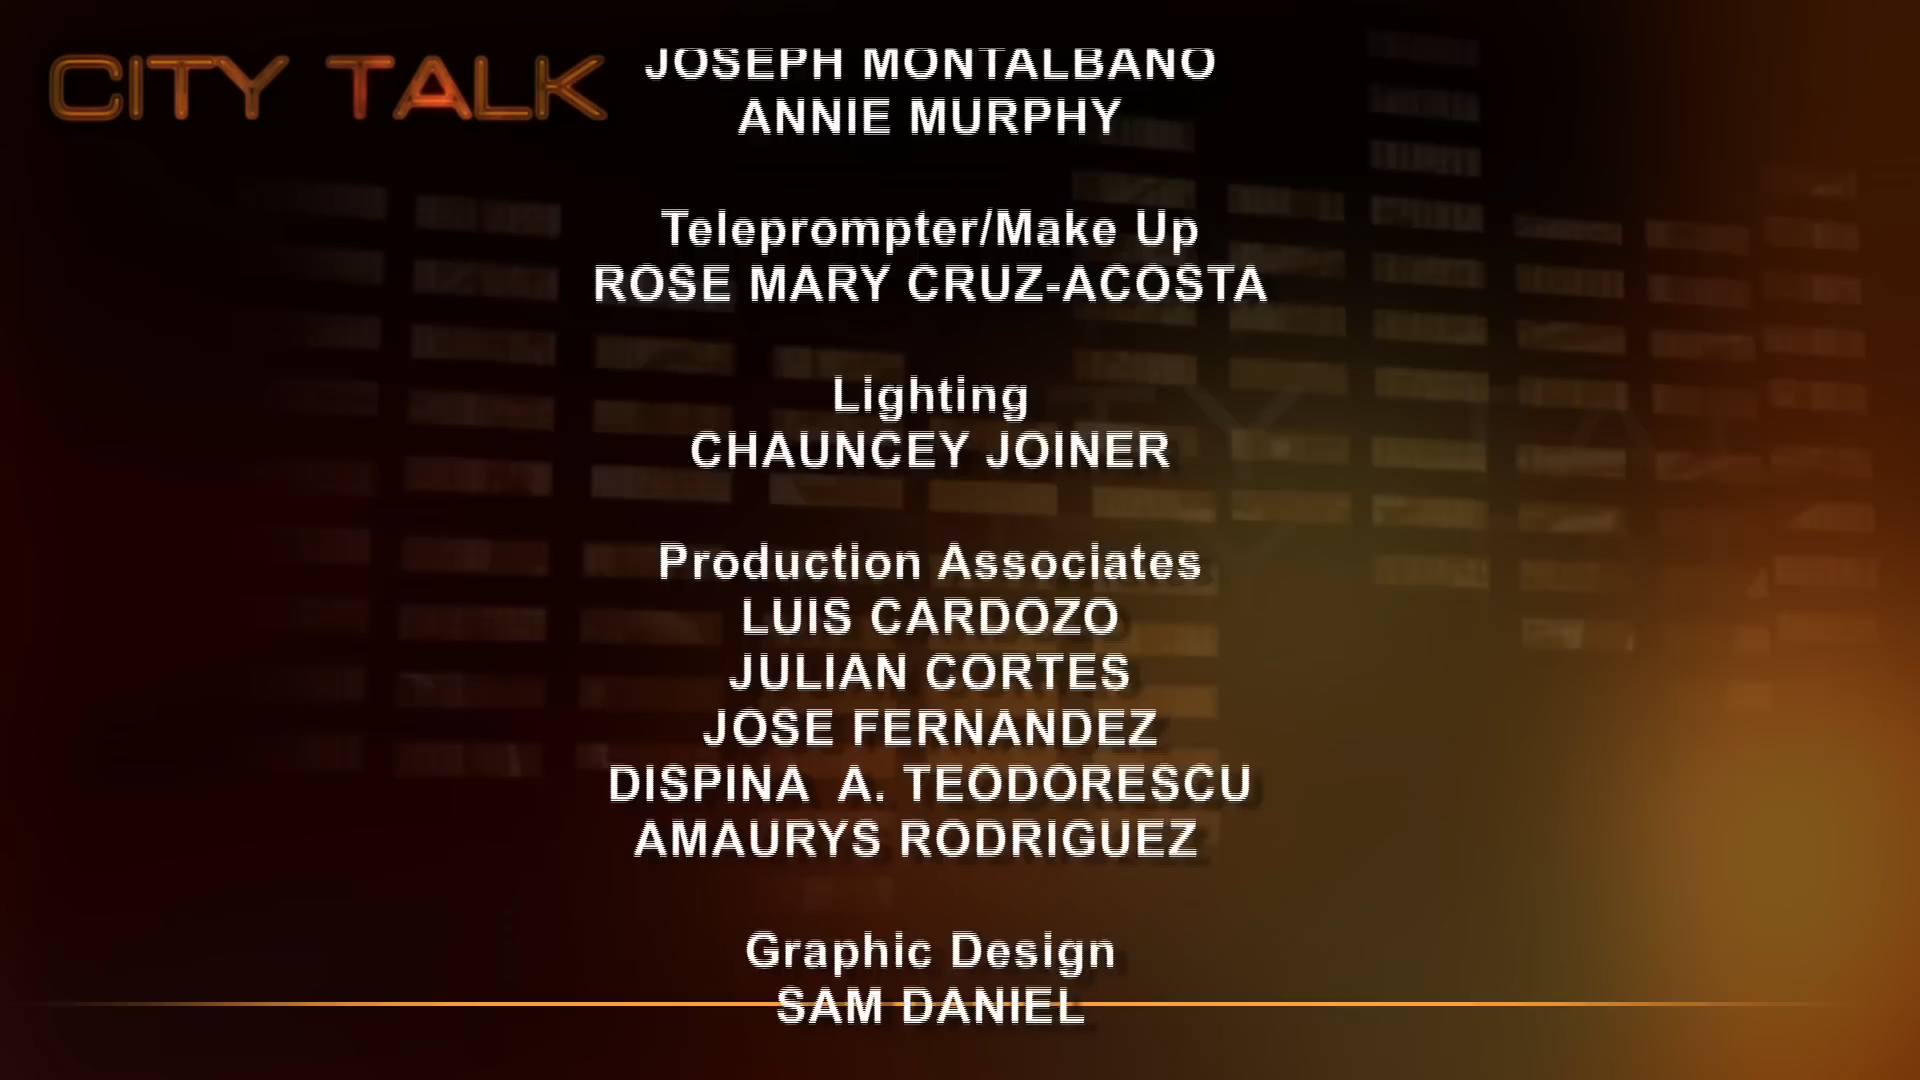 CITY TALK
JOSEPH MONTALBANO
ANNIE MURPHY
Teleprompter/Make Up
ROSE MARY CRUZ-ACOSTA
Lighting
CHAUNCEY JOINER
Production Associates
LUIS CARDOZO
JULIAN CORTES
JOSE FERNANDEZ
DISPINA A. TEODORESCU
AMAURYS RODRIGUEZ
Graphic Design
SAM DANIEL